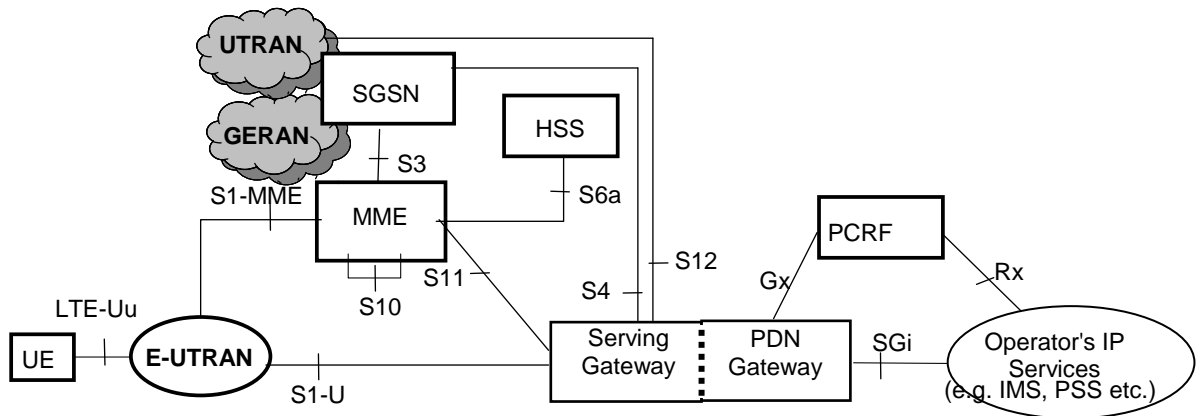 UTRAN
SGSN
HSS
GERAN
S3
S1-MME
S6a
MME
PCRF
S11
S12
Gx
Rx
S4
S10
LTE-Uu
UE
E-UTRAN
S1-U
Serving
Gateway
PDN
Gateway
SGi
Operator's IP
Services
(e.g. IMS, PSS etc.)